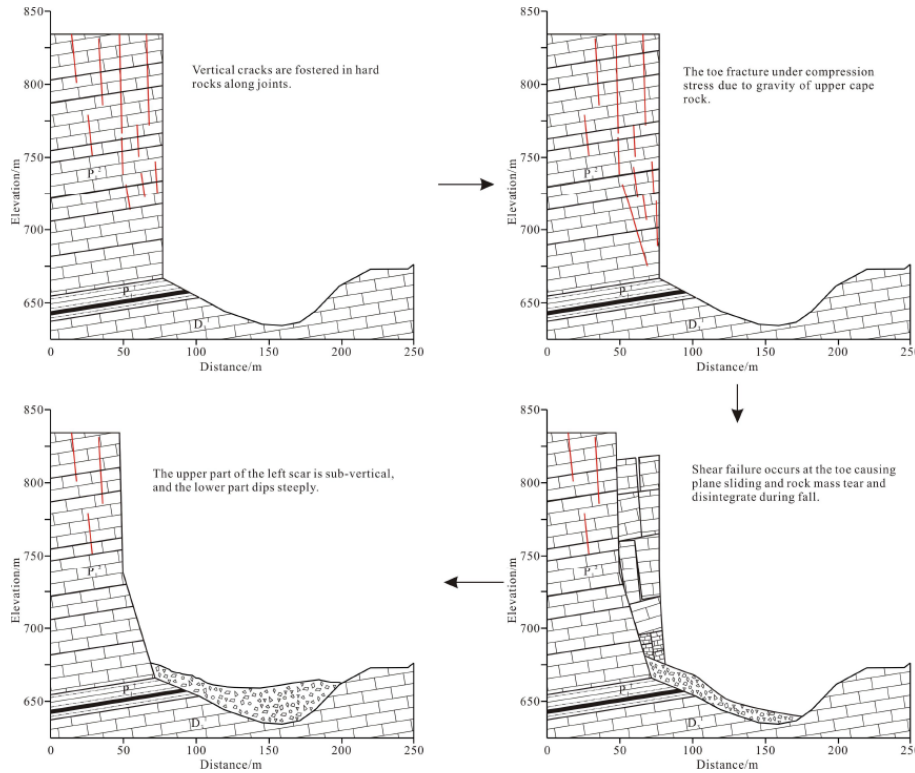 850
800
750
700
650
Elevation/m
Vertical cracks are fostered in hard
rocks along joints.
0
50
100
150
200
250
Distance/m
850
800
750
700
650
Elevation/m
The toe fracture under compression
stress due to gravity of upper cape
rock.
0
50
100
150
200
250
Distance/m
850
800
750
700
650
Elevation/m
The upper part of the left scar is sub-vertical,
and the lower part dips steeply.
0
50
100
150
200
250
Distance/m
850
800
750
700
650
Elevation/m
Shear failure occurs at the toe causing
plane sliding and rock mass tear and
disintegrate during fall.
0
50
100
150
200
250
Distance/m